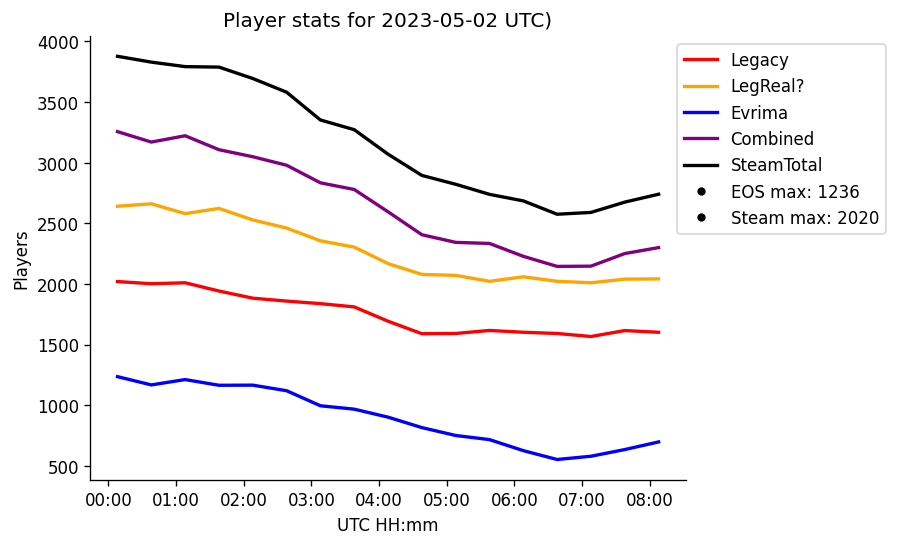 Player stats for 2023-05-02 UTC)
4000
3500
3000
2500
2000
1500
1000
500
Players
00:00 01:00 02:00 03:00 04:00 05:00 06:00 07:00 08:00
UTC HH:mm
Legacy
LegReal?
Evrima
Combined
SteamTotal
EOS max: 1236
Steam max: 2020